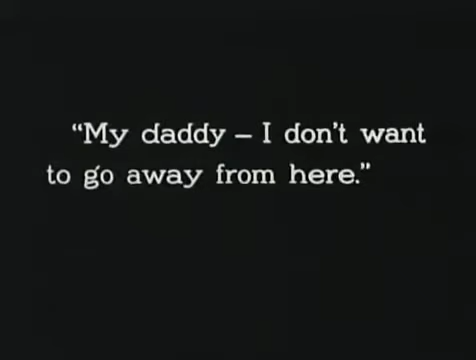 “My daddy – I don’t want
to go away from here.”